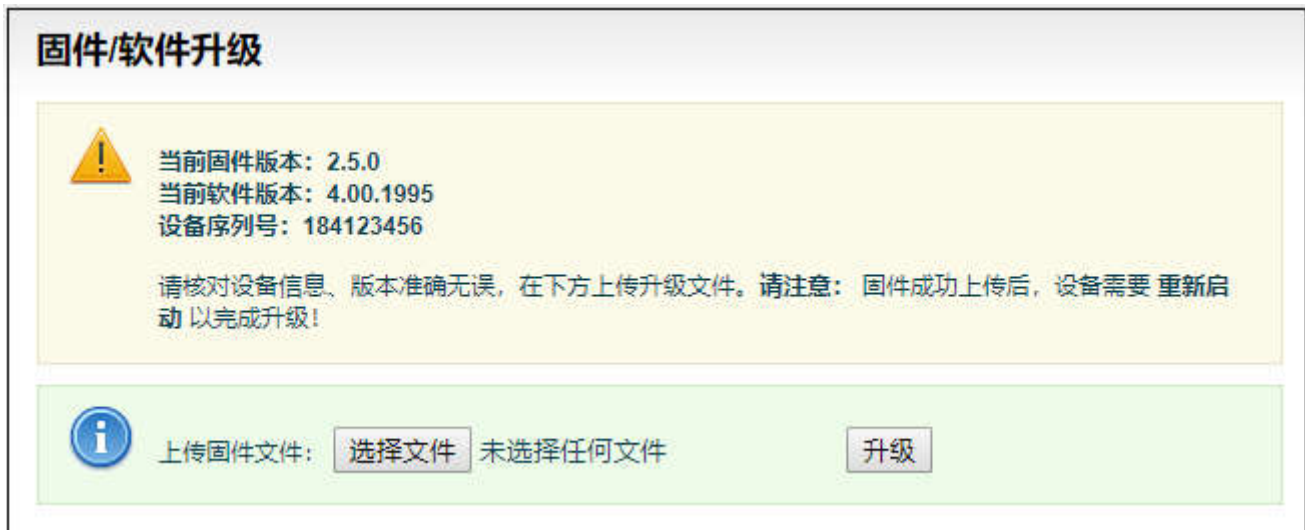 固件/软件升级
当前固件版本：2.5.0
当前软件版本：4.00.1995
设备序列号：184123456
请核对设备信息、版本准确无误，在下方上传升级文件。请注意： 固件成功上传后，设备需要 重新启
动 以完成升级！
上传固件文件： 选择文件 未选择任何文件 升级